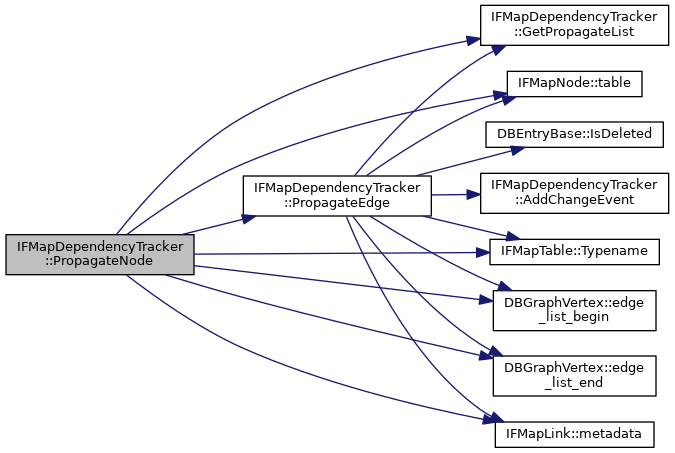 IFMapDependencyTracker
::PropagateNode
IFMapDependencyTracker
::PropagateEdge
IFMapDependencyTracker
::GetPropagateList
IFMapNode::table
DBEntryBase::IsDeleted
IFMapDependencyTracker
::AddChangeEvent
IFMapTable::Typename
DBGraphVertex::edge
_list_begin
DBGraphVertex::edge
_list_end
IFMapLink::metadata